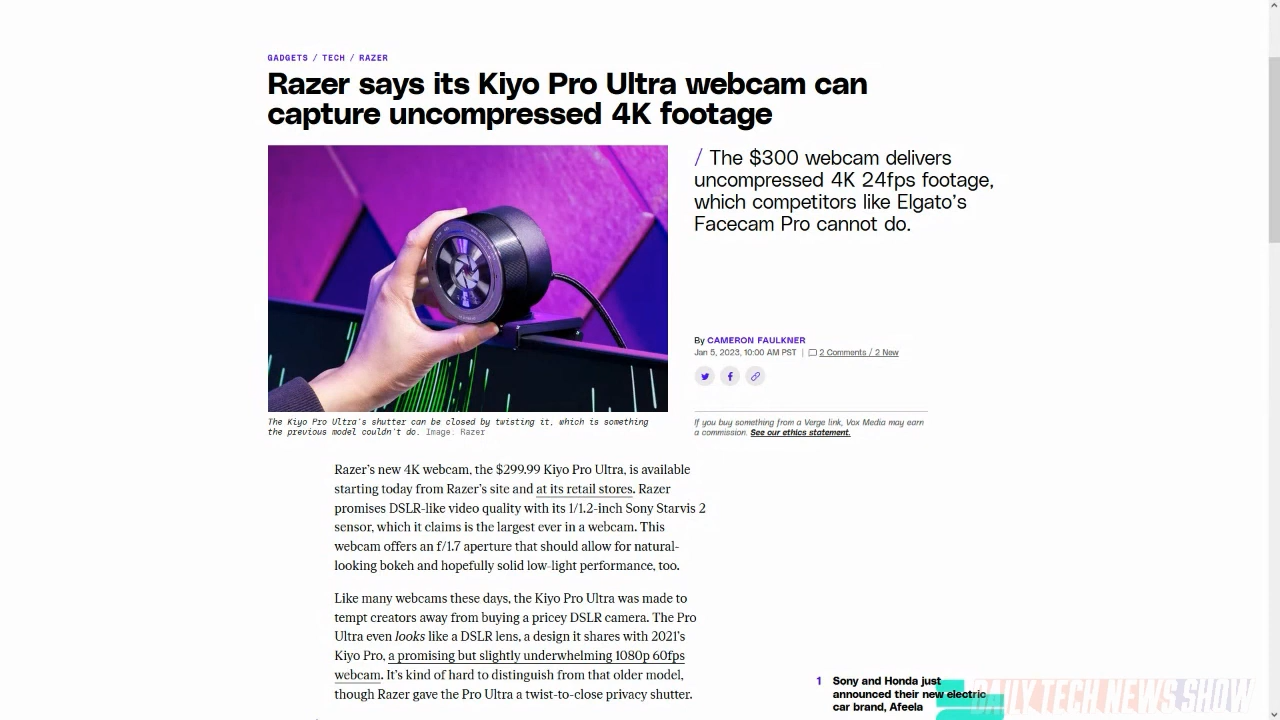 GADGETS / TECH / RAZER
Razer says its Kiyo Pro Ultra webcam can
capture uncompressed 4K footage
/ The $300 webcam delivers
uncompressed 4K 24fps footage,
which competitors like Elgato’s
Facecam Pro cannot do.
By CAMERON FAULKNER
Jan 5, 2023, 10:00 AM PST | 2 Comments / 2 New
The Kiyo Pro Ultra's shutter can be closed by twisting it, which is something
the previous model couldn't do. Image: Razer
If you buy something from a Verge link, Vox Media may earn
a commission. See our ethics statement.
Razer’s new 4K webcam, the $299.99 Kiyo Pro Ultra, is available
starting today from Razer’s site and at its retail stores. Razer
promises DSLR-like video quality with its 1/1.2-inch Sony Starvis 2
sensor, which it claims is the largest ever in a webcam. This
webcam offers an f/1.7 aperture that should allow for natural-
looking bokeh and hopefully solid low-light performance, too.
Like many webcams these days, the Kiyo Pro Ultra was made to
tempt creators away from buying a pricey DSLR camera. The Pro
Ultra even looks like a DSLR lens, a design it shares with 2021’s
Kiyo Pro, a promising but slightly underwhelming 1080p 60fps
webcam. It’s kind of hard to distinguish from that older model,
though Razer gave the Pro Ultra a twist-to-close privacy shutter.
1 Sony and Honda just
announced their new electric
car brand, Afeela
DAILY TECH NEWS SHOW